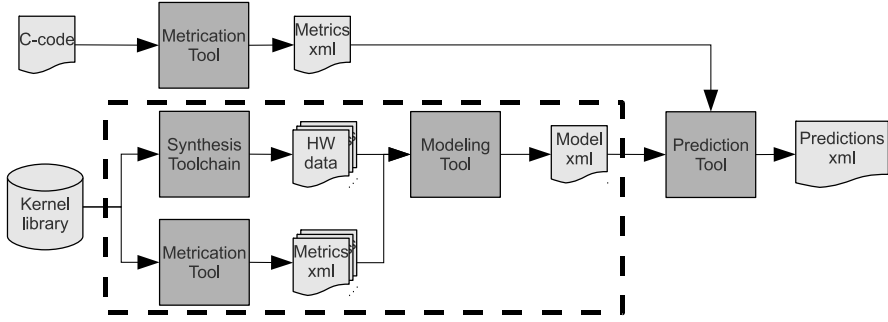 C-code
Metrication
Tool
Metrics
xml
Synthesis
Toolchain
HW
data
Modeling
Tool
Model
xml
Prediction
Tool
Predictions
xml
Kernel
library
Metrication
Tool
Metrics
xml